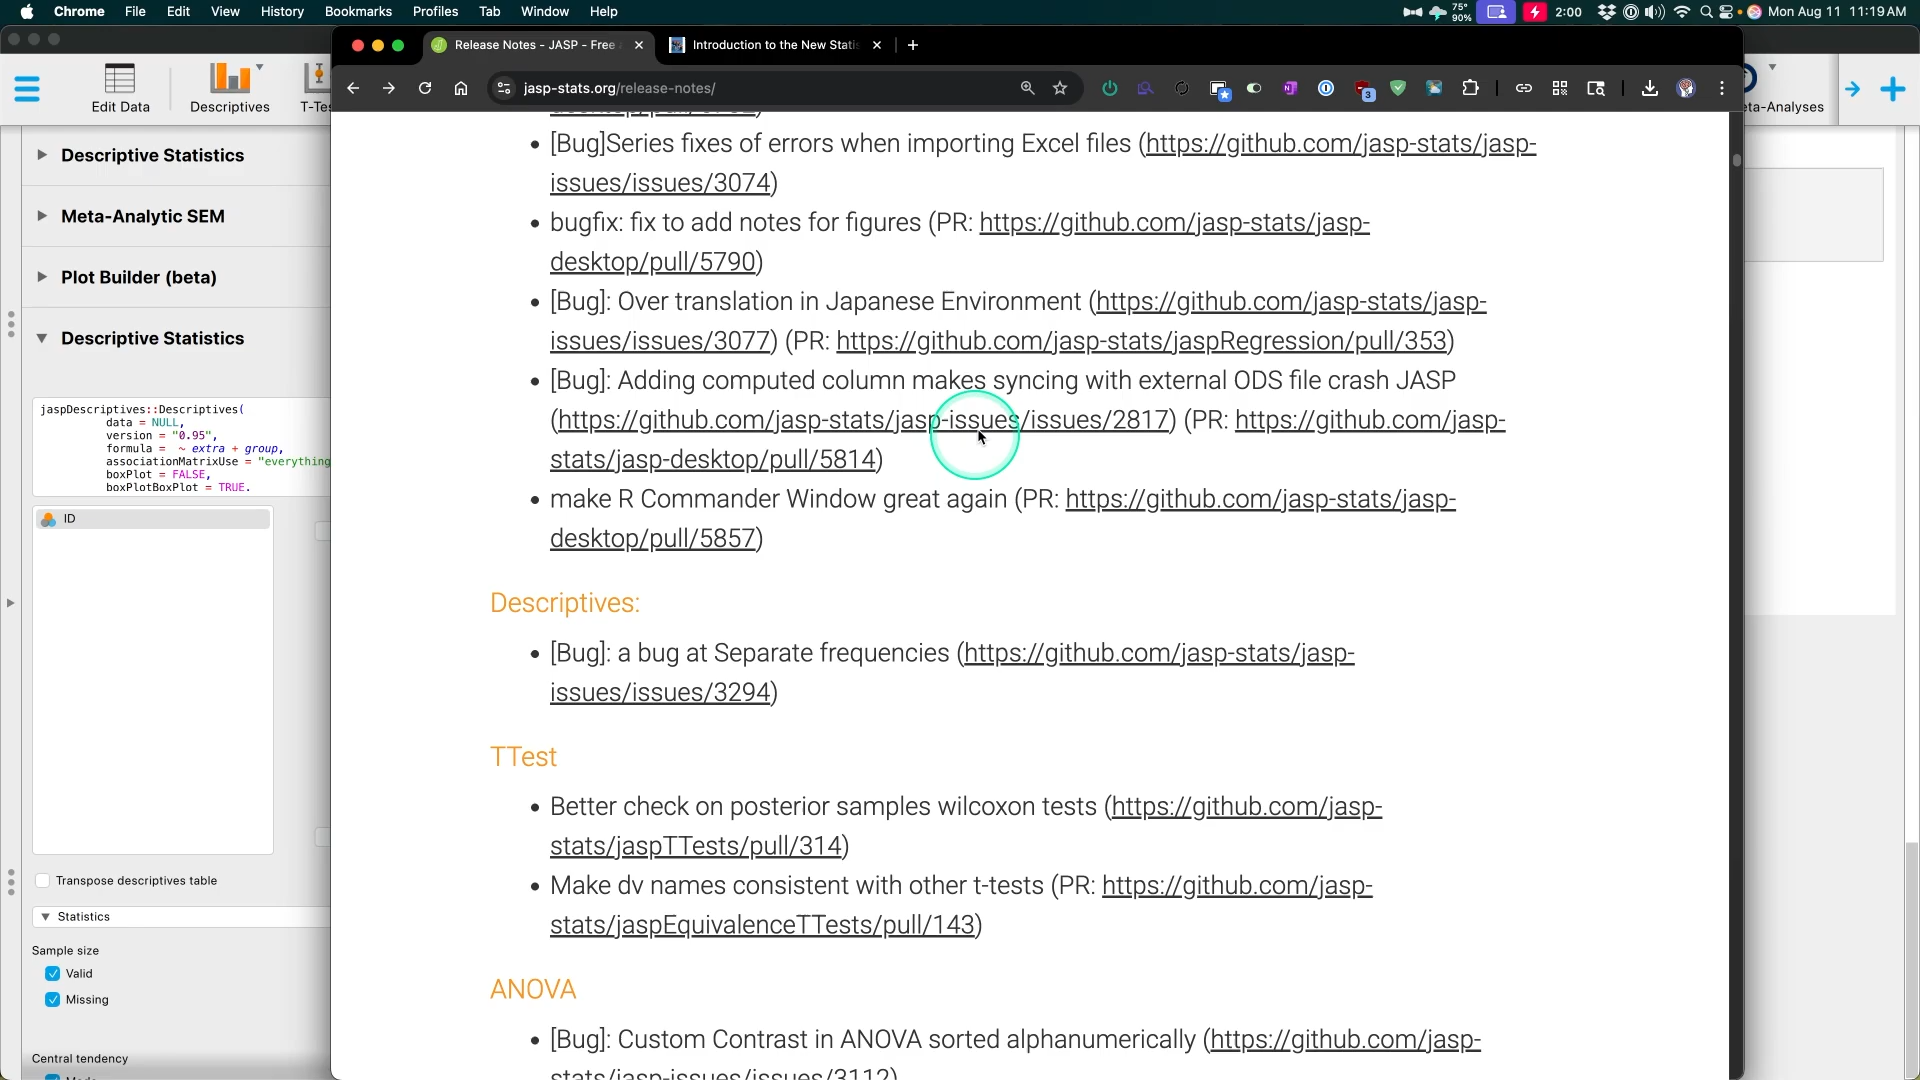 Chrome File Edit View History Bookmarks Profiles Tab Window Help
75°
90%
2:00
Mon Aug 11 11:19 AM
Release Notes - JASP - Free
Introduction to the New Stati
jasp-stats.org/release-notes/
3
Edit Data
Descriptives
T-Tes
eta-Analyses
Descriptive Statistics
Meta-Analytic SEM
Plot Builder (beta)
Descriptive Statistics
jaspDescriptives::Descriptives(
data = NULL,
version = "0.95",
formula = ~ extra + group,
associationMatrixUse = "everything
boxPlot = FALSE,
boxPlotBoxPlot = TRUE.
ID
Transpose descriptives table
Statistics
Sample size
Valid
Missing
Central tendency
[Bug]Series fixes of errors when importing Excel files (https://github.com/jasp-stats/jasp-
issues/issues/3074)
bugfix: fix to add notes for figures (PR: https://github.com/jasp-stats/jasp-
desktop/pull/5790)
[Bug]: Over translation in Japanese Environment (https://github.com/jasp-stats/jasp-
issues/issues/3077) (PR: https://github.com/jasp-stats/jaspRegression/pull/353)
[Bug]: Adding computed column makes syncing with external ODS file crash JASP
(https://github.com/jasp-stats/jasp-issues/issues/2817) (PR: https://github.com/jasp-
stats/jasp-desktop/pull/5814)
make R Commander Window great again (PR: https://github.com/jasp-stats/jasp-
desktop/pull/5857)
Descriptives:
[Bug]: a bug at Separate frequencies (https://github.com/jasp-stats/jasp-
issues/issues/3294)
TTest
Better check on posterior samples wilcoxon tests (https://github.com/jasp-
stats/jaspTTests/pull/314)
Make dv names consistent with other t-tests (PR: https://github.com/jasp-
stats/jaspEquivalenceTTests/pull/143)
ANOVA
[Bug]: Custom Contrast in ANOVA sorted alphanumerically (https://github.com/jasp-
stats/jasp-issues/issues/3112)